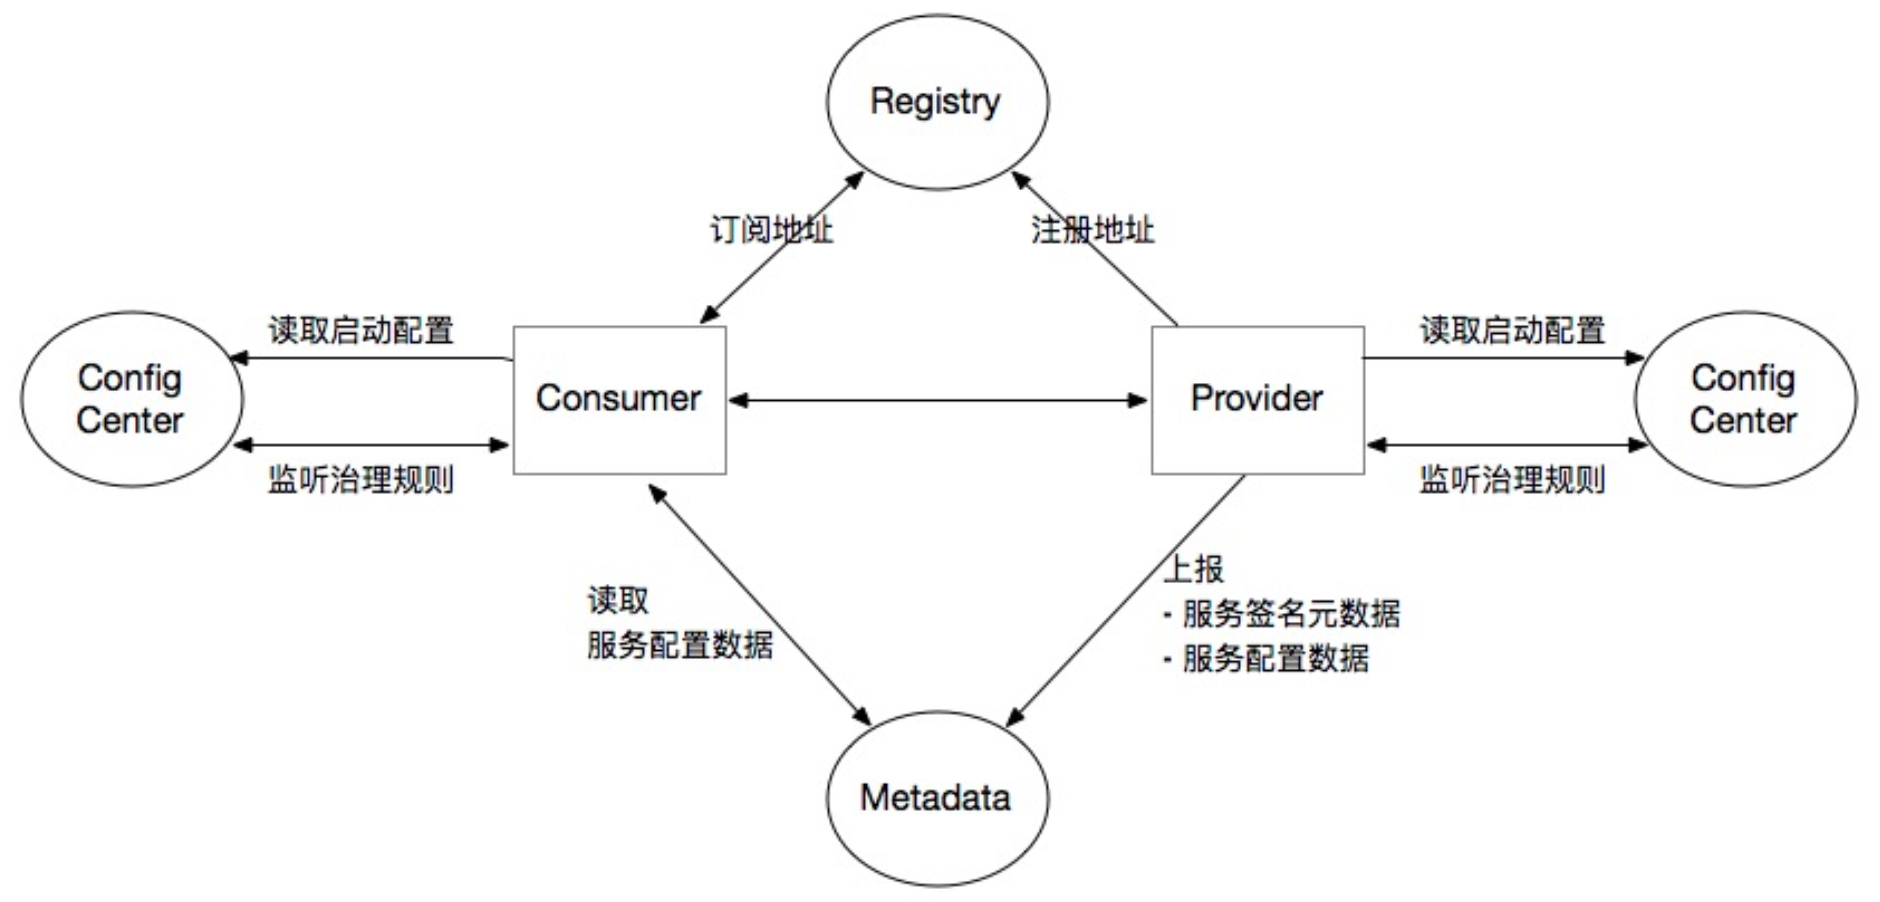 Registry
订阅地址
注册地址
读取启动配置
读取启动配置
Config
Center
Consumer
Provider
Config
Center
监听治理规则
监听治理规则
读取
服务配置数据
上报
- 服务签名元数据
- 服务配置数据
Metadata